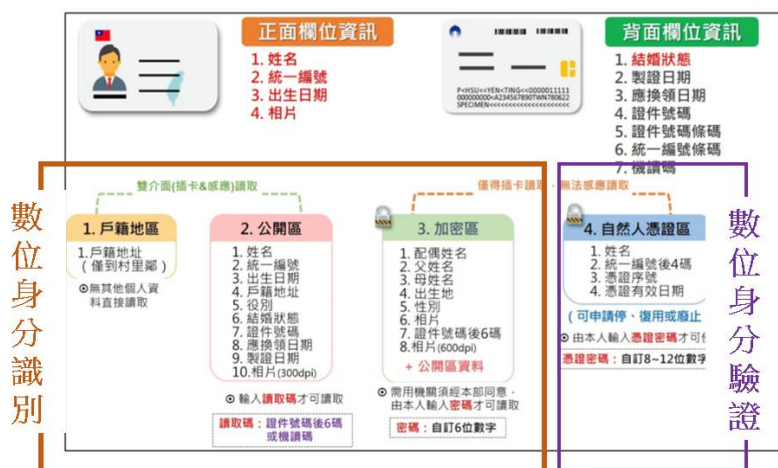 正面欄位資訊
1. 姓名
2. 統一編號
3. 出生日期
4. 相片
P<HSU<<YEN<TING<<0000011111
000000000<A234567890TWN780622
SPECIMEN<<<<<<<<<<<<<<<<<<<<<
背面欄位資訊
1. 結婚狀態
2. 製證日期
3. 應換領日期
4. 證件號碼
5. 證件號碼條碼
6. 統一編號條碼
7. 機讀碼
數位身分識別
雙介面(插卡&感應)讀取
1. 戶籍地區
1.戶籍地址
(僅到村里鄰)
⊙無其他個人資
料直接讀取
2. 公開區
1. 姓名
2. 統一編號
3. 出生日期
4. 戶籍地址
5. 役別
6. 結婚狀態
7. 證件號碼
8. 應換領日期
9. 製證日期
10.相片(300dpi)
⊙ 輸入讀取碼才可讀取
讀取碼：證件號碼後6碼
或機讀碼
僅得插卡讀取，無法感應讀取
3. 加密區
1. 配偶姓名
2. 父姓名
3. 母姓名
4. 出生地
5. 性別
6. 相片
7. 證件號碼後6碼
8.相片(600dpi)
+ 公開區資料
⊙ 需用機關須經本部同意，
由本人輸入密碼才可讀取
密碼：自訂6位數字
4. 自然人憑證區
1. 姓名
2. 統一編號後4碼
3. 憑證序號
4. 憑證有效日期
(可申請停、復用或廢止
⊙ 由本人輸入憑證密碼才可
憑證密碼：自訂8~12位數字
數位身分驗證